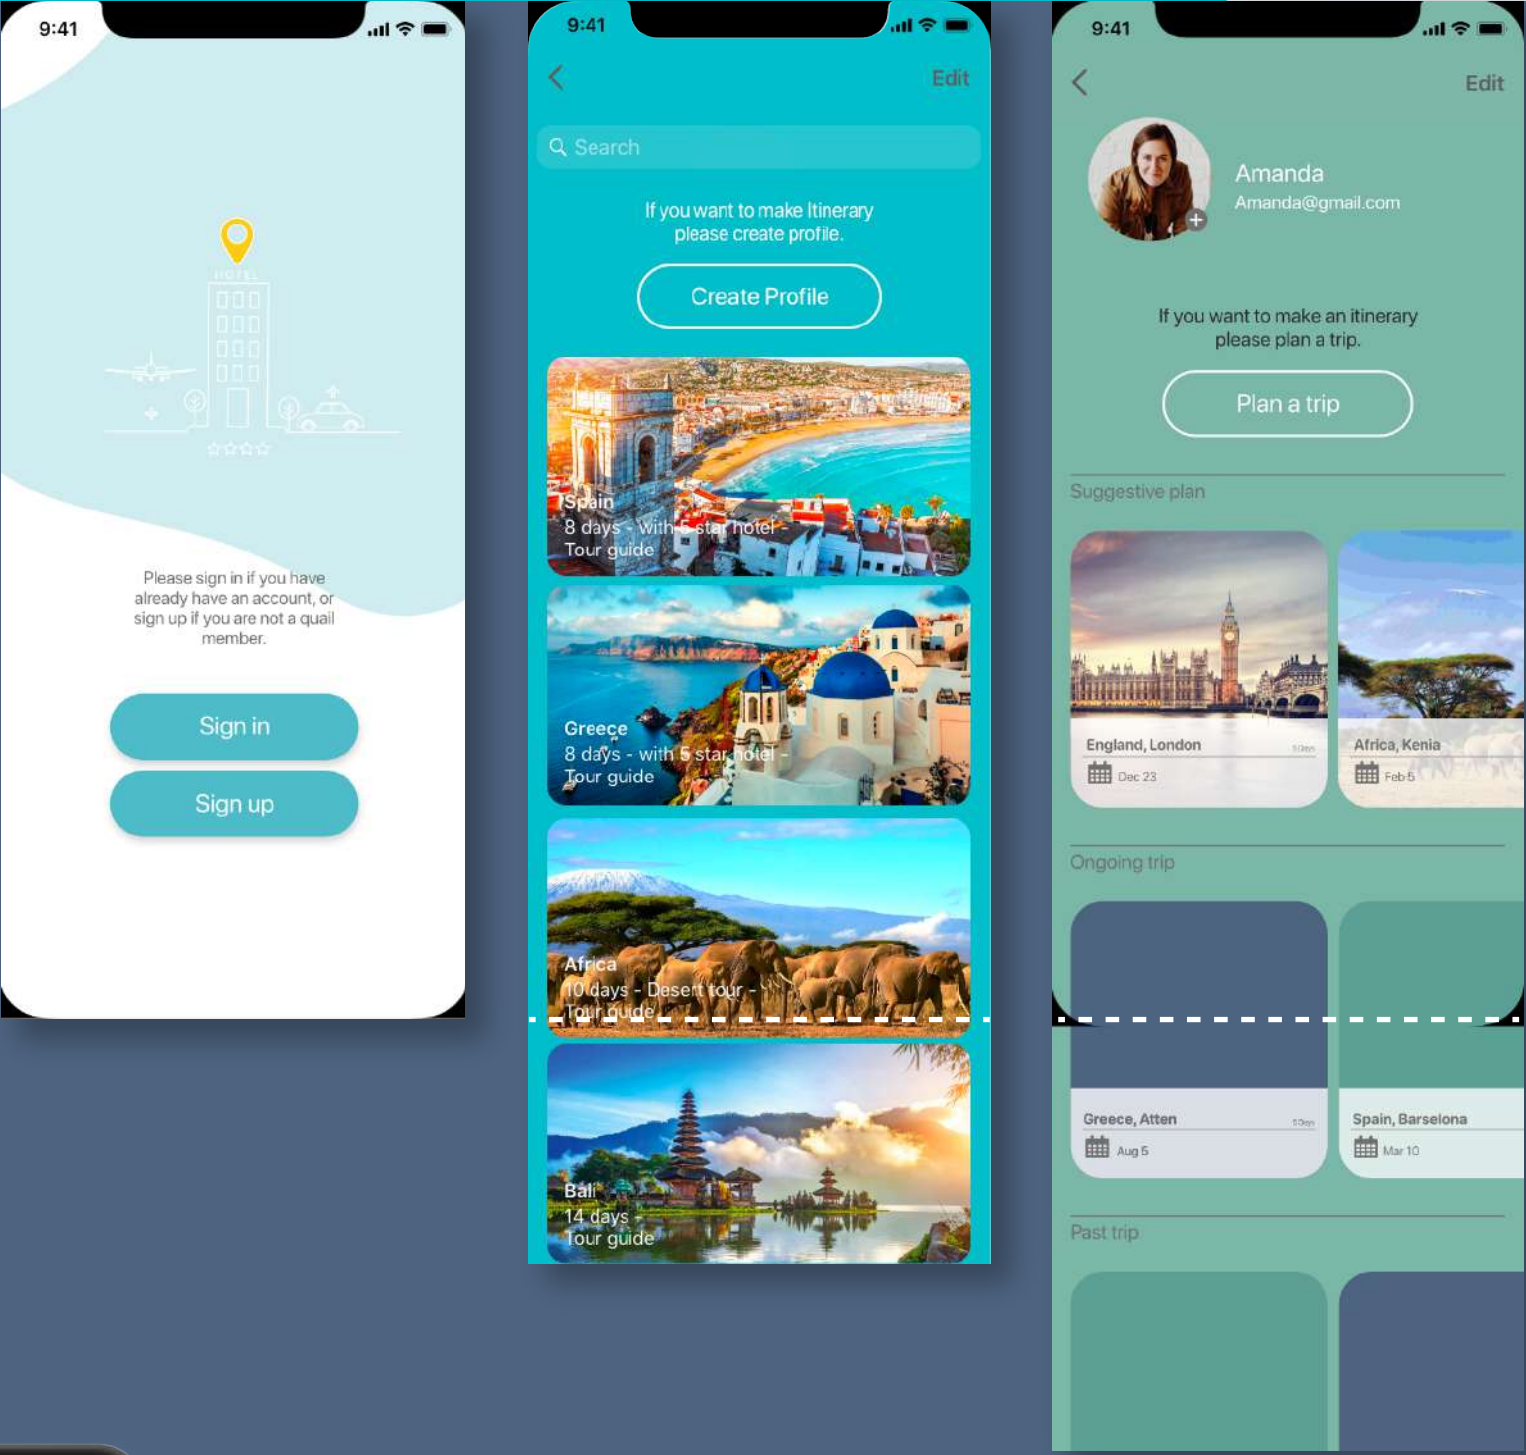 9:41
HOTEL
Please sign in if you have
already have an account, or
sign up if you are not a quail
member.
Sign in
Sign up
9:41
Edit
Search
If you want to make Itinerary
please create profile.
Create Profile
Spain
8 days - with 5 star hotel -
Tour guide
Greece
8 days - with 5 star hotel -
Tour guide
Africa
10 days - Desert tour -
Tour guide
Bali
14 days -
Tour guide
9:41
Edit
Amanda
Amanda@gmail.com
If you want to make an itinerary
please plan a trip.
Plan a trip
Suggestive plan
England, London
Dec 23
Africa, Kenia
Feb 5
Ongoing trip
Greece, Atten
Aug 5
Spain, Barselona
Mar 10
Past trip